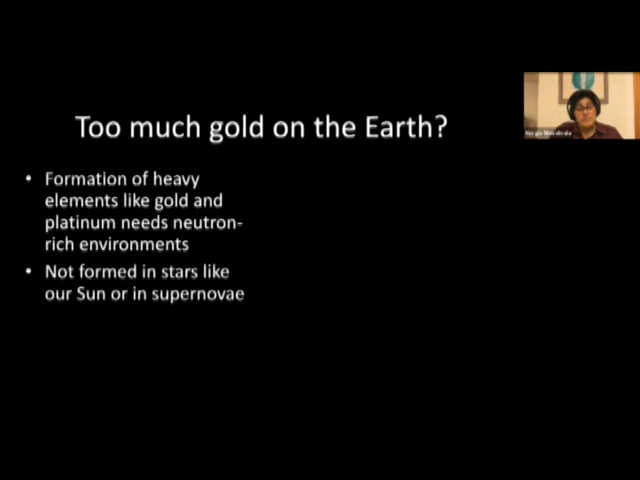 Too much gold on the Earth?
• Formation of heavy
elements like gold and
platinum needs neutron-
rich environments
• Not formed in stars like
our Sun or in supernovae